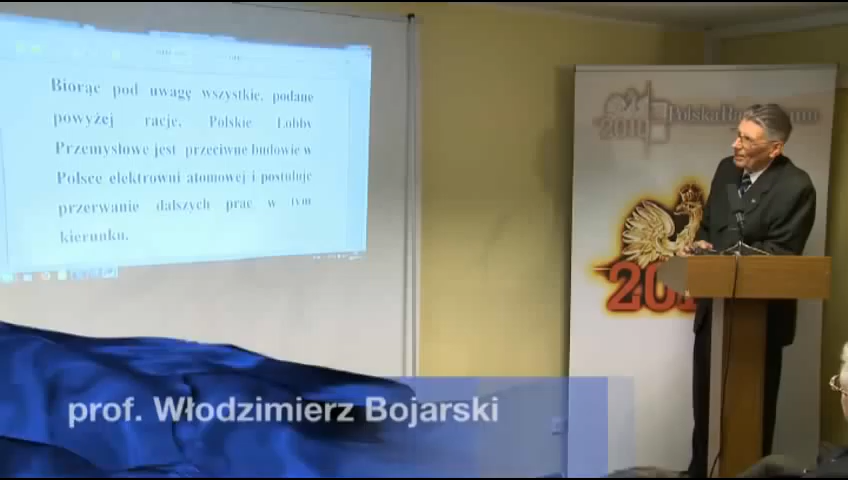 Biorąc pod uwagę wszystkie, podane
powyżej racje, Polskie Lobby
Przemysłowe jest przeciwne budowie w
Polsce elektrowni atomowej i postuluje
przerwanie dalszych prac w tym
kierunku.
2010
prof. Włodzimierz Bojarski